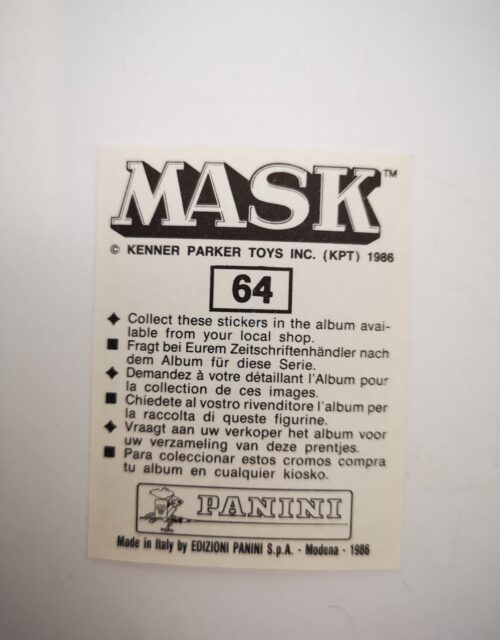 MASK™
© KENNER PARKER TOYS INC. (KPT) 1986
64
◆ Collect these stickers in the album avai-
lable from your local shop.
■ Fragt bei Eurem Zeitschriftenhändler nach
dem Album für diese Serie.
◆ Demandez à votre détaillant l'Album pour
la collection de ces images.
■ Chiedete al vostro rivenditore l'album per
la raccolta di queste figurine.
◆ Vraagt aan uw verkoper het album voor
uw verzameling van deze prentjes.
■ Para coleccionar estos cromos compra
tu album en cualquier kiosko.
PANINI
Made in Italy by EDIZIONI PANINI S.p.A. - Modena - 1986